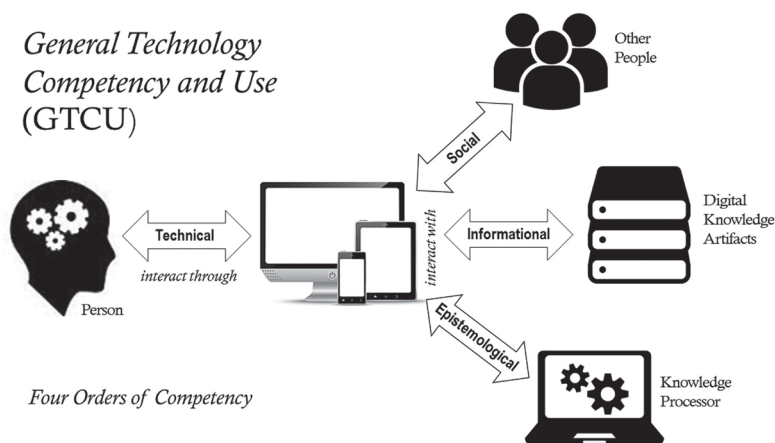 General Technology
Competency and Use
(GTCU)
Other
People
Social
Technical
interact through
Person
interact with
Informational
Digital
Knowledge
Artifacts
Epistemological
Knowledge
Processor
Four Orders of Competency